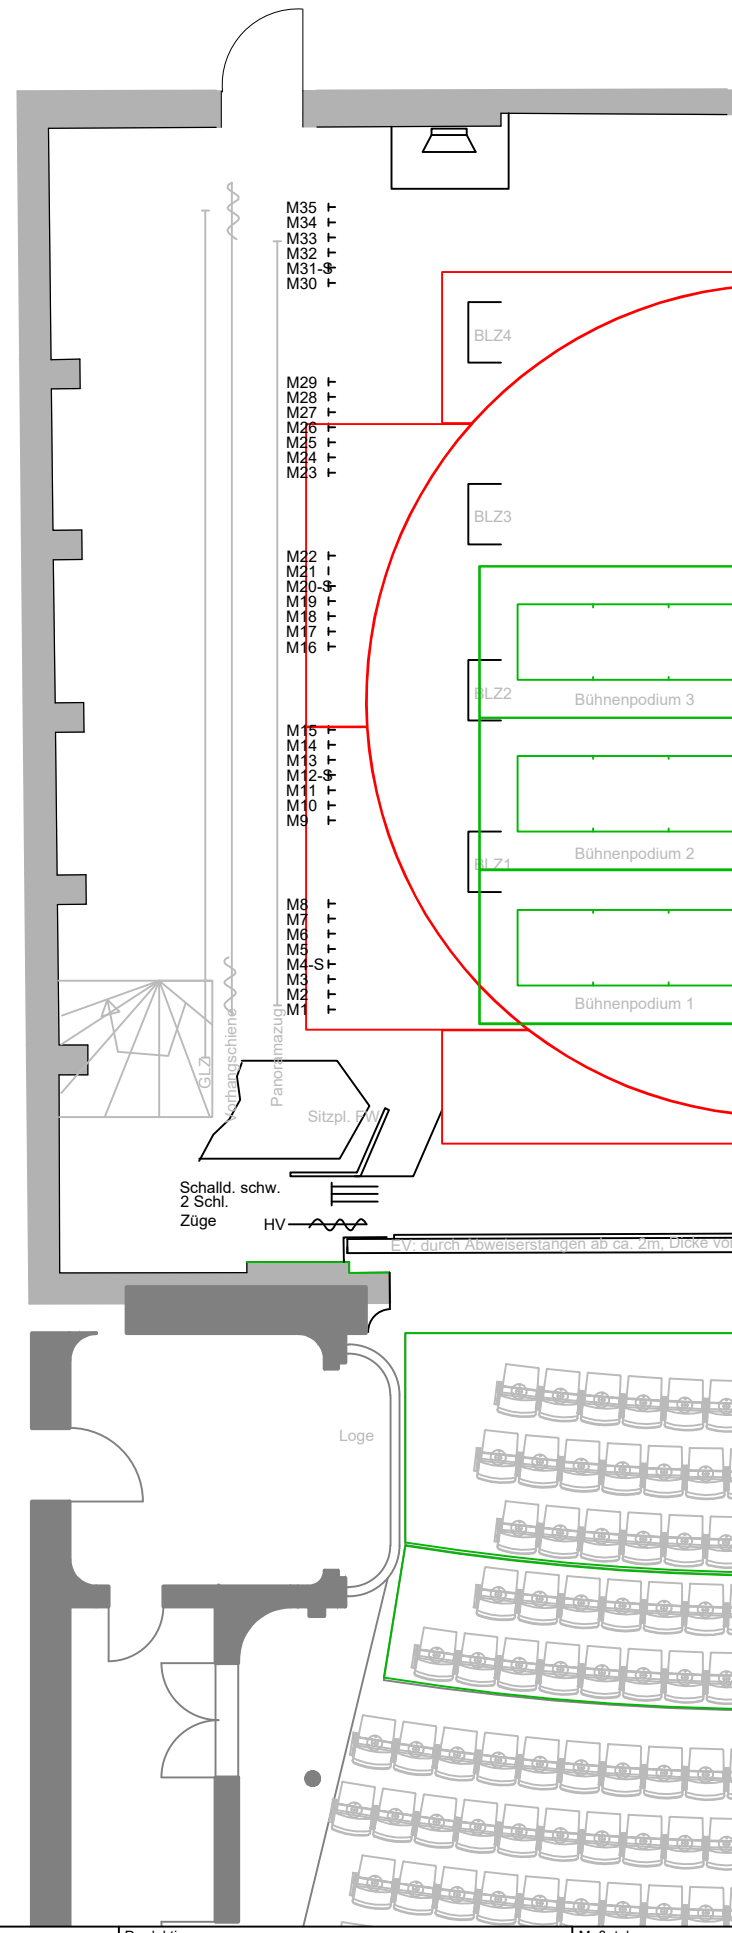 M35
M34
M33
M32
M31-S
M30
BLZ4
M29
M28
M27
M26
M25
M24
M23
BLZ3
M22
M21
M20-S
M19
M18
M17
M16
BLZ2
Bühnenpodium 3
M15
M14
M13
M12-S
M11
M10
M9
Bühnenpodium 2
BLZ1
M8
M7
M6
M5
M4-S
M3
M2
M1
Bühnenpodium 1
GLZ
Vorhangschiene
Panoramazug
Sitzpl. FW
Schalld. schw.
2 Schl.
Züge
HV
EV: durch Abweiserstangen ab ca. 2m, Dicke
Loge